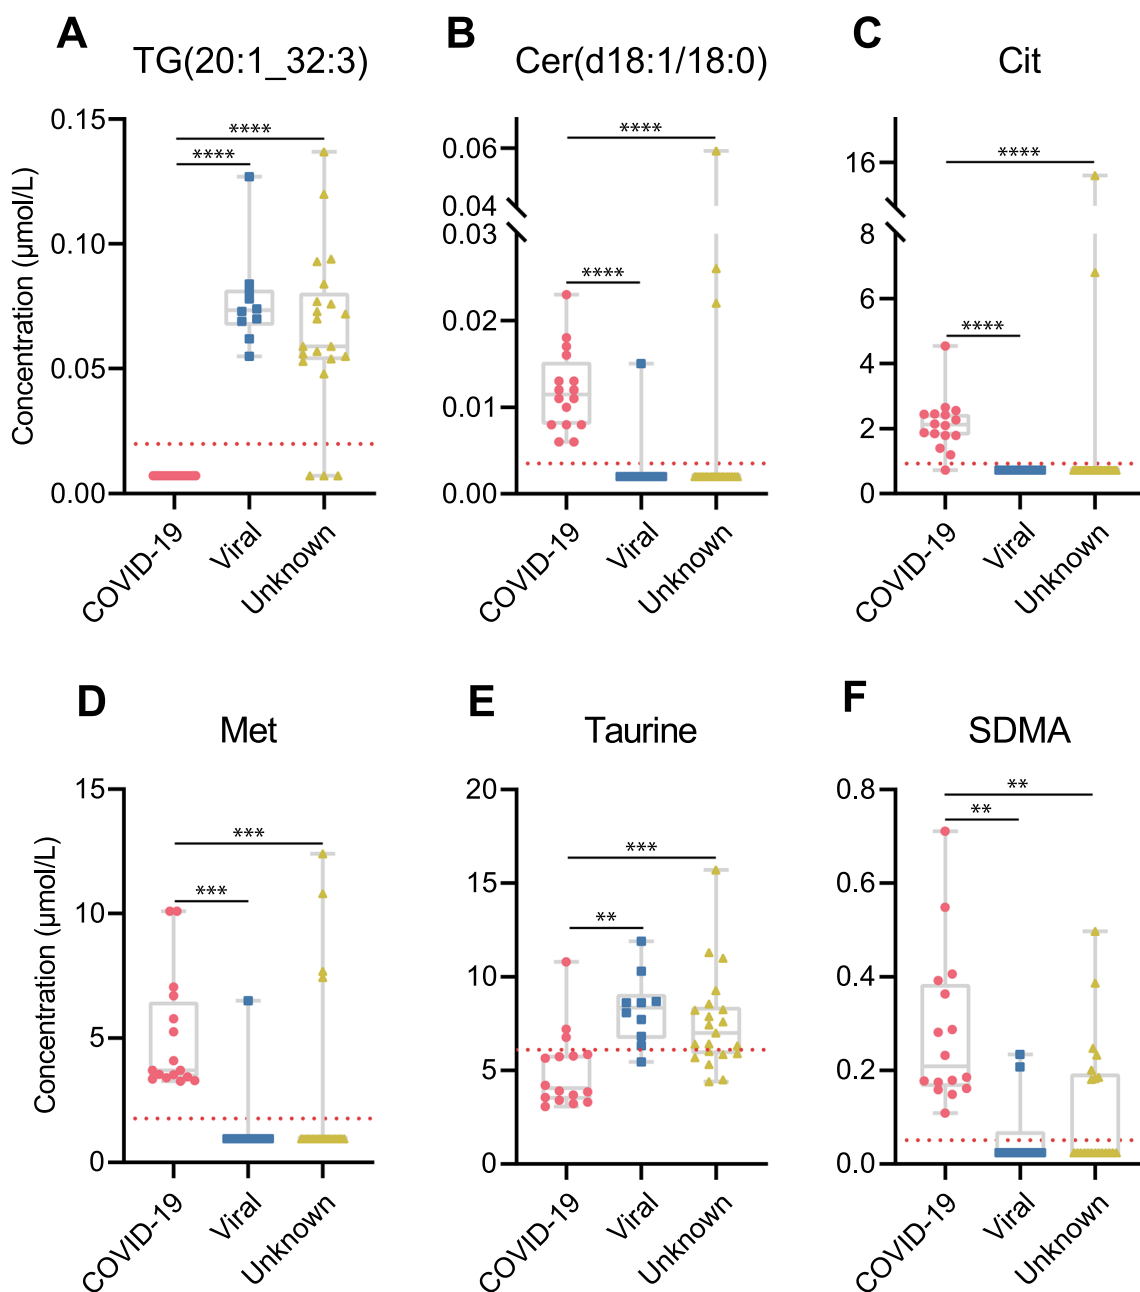 A
TG(20:1_32:3)
B
Cer(d18:1/18:0)
C
Cit
Concentration (μmol/L)
0.15
0.10
0.05
0.00
****
****
COVID-19
Viral
Unknown
0.06
0.04
0.03
0.02
0.01
0.00
****
****
COVID-19
Viral
Unknown
16
8
6
4
2
0
****
****
COVID-19
Viral
Unknown
D
Met
E
Taurine
F
SDMA
Concentration (μmol/L)
15
10
5
0
***
***
COVID-19
Viral
Unknown
20
15
10
5
0
***
**
COVID-19
Viral
Unknown
0.8
0.6
0.4
0.2
0.0
**
**
COVID-19
Viral
Unknown